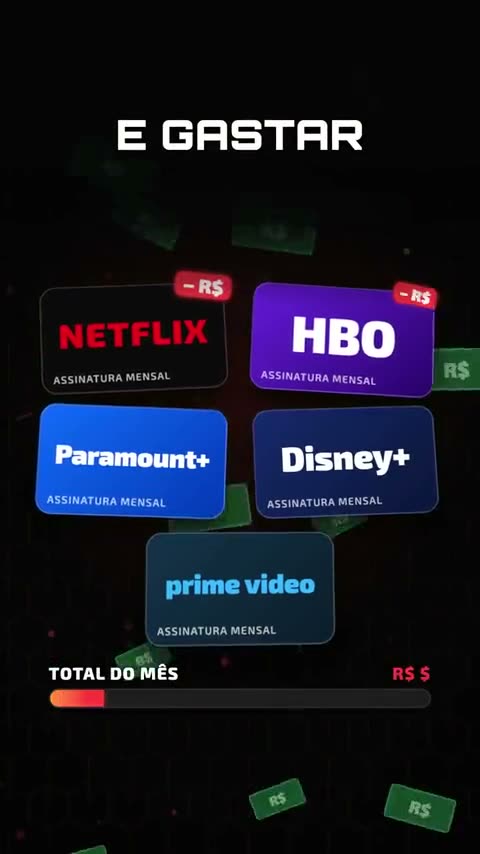 E GASTAR
– R$
– R$
NETFLIX
HBO
ASSINATURA MENSAL
ASSINATURA MENSAL
R$
Paramount+
Disney+
ASSINATURA MENSAL
ASSINATURA MENSAL
prime video
ASSINATURA MENSAL
TOTAL DO MÊS
R$ $
R$
R$